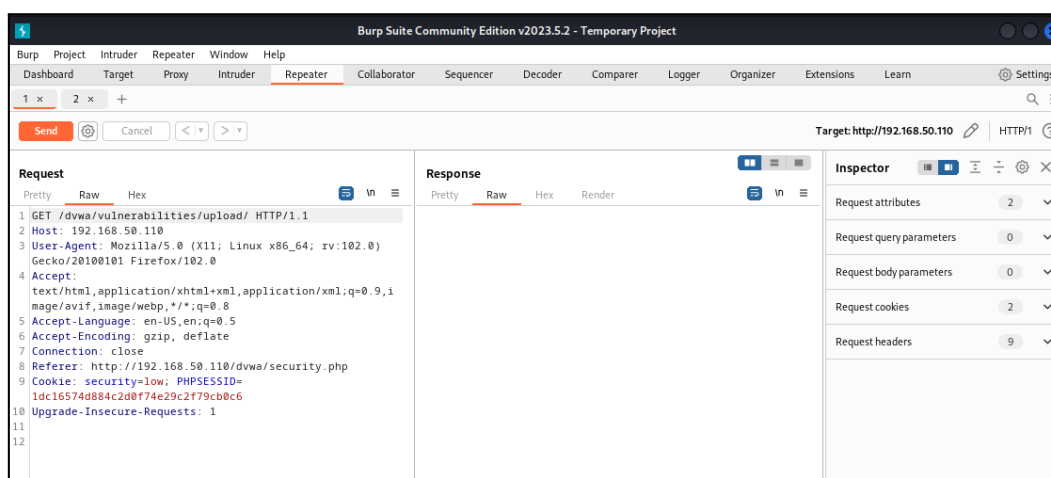 Burp Suite Community Edition v2023.5.2 - Temporary Project
Burp Project Intruder Repeater Window Help
Dashboard Target Proxy Intruder Repeater Collaborator Sequencer Decoder Comparer Logger Organizer Extensions Learn Settings
1 × 2 × +
Send Cancel < > Target: http://192.168.50.110 HTTP/1
Request
Pretty Raw Hex \n
1 GET /dvwa/vulnerabilities/upload/ HTTP/1.1
2 Host: 192.168.50.110
3 User-Agent: Mozilla/5.0 (X11; Linux x86_64; rv:102.0)
Gecko/20100101 Firefox/102.0
4 Accept:
text/html,application/xhtml+xml,application/xml;q=0.9,i
mage/avif,image/webp,*/*;q=0.8
5 Accept-Language: en-US,en;q=0.5
6 Accept-Encoding: gzip, deflate
7 Connection: close
8 Referer: http://192.168.50.110/dvwa/security.php
9 Cookie: security=low; PHPSESSID=
1dc16574d884c2d0f74e29c2f79cb0c6
10 Upgrade-Insecure-Requests: 1
11
12
Response
Pretty Raw Hex Render \n
Inspector
Request attributes 2
Request query parameters 0
Request body parameters 0
Request cookies 2
Request headers 9